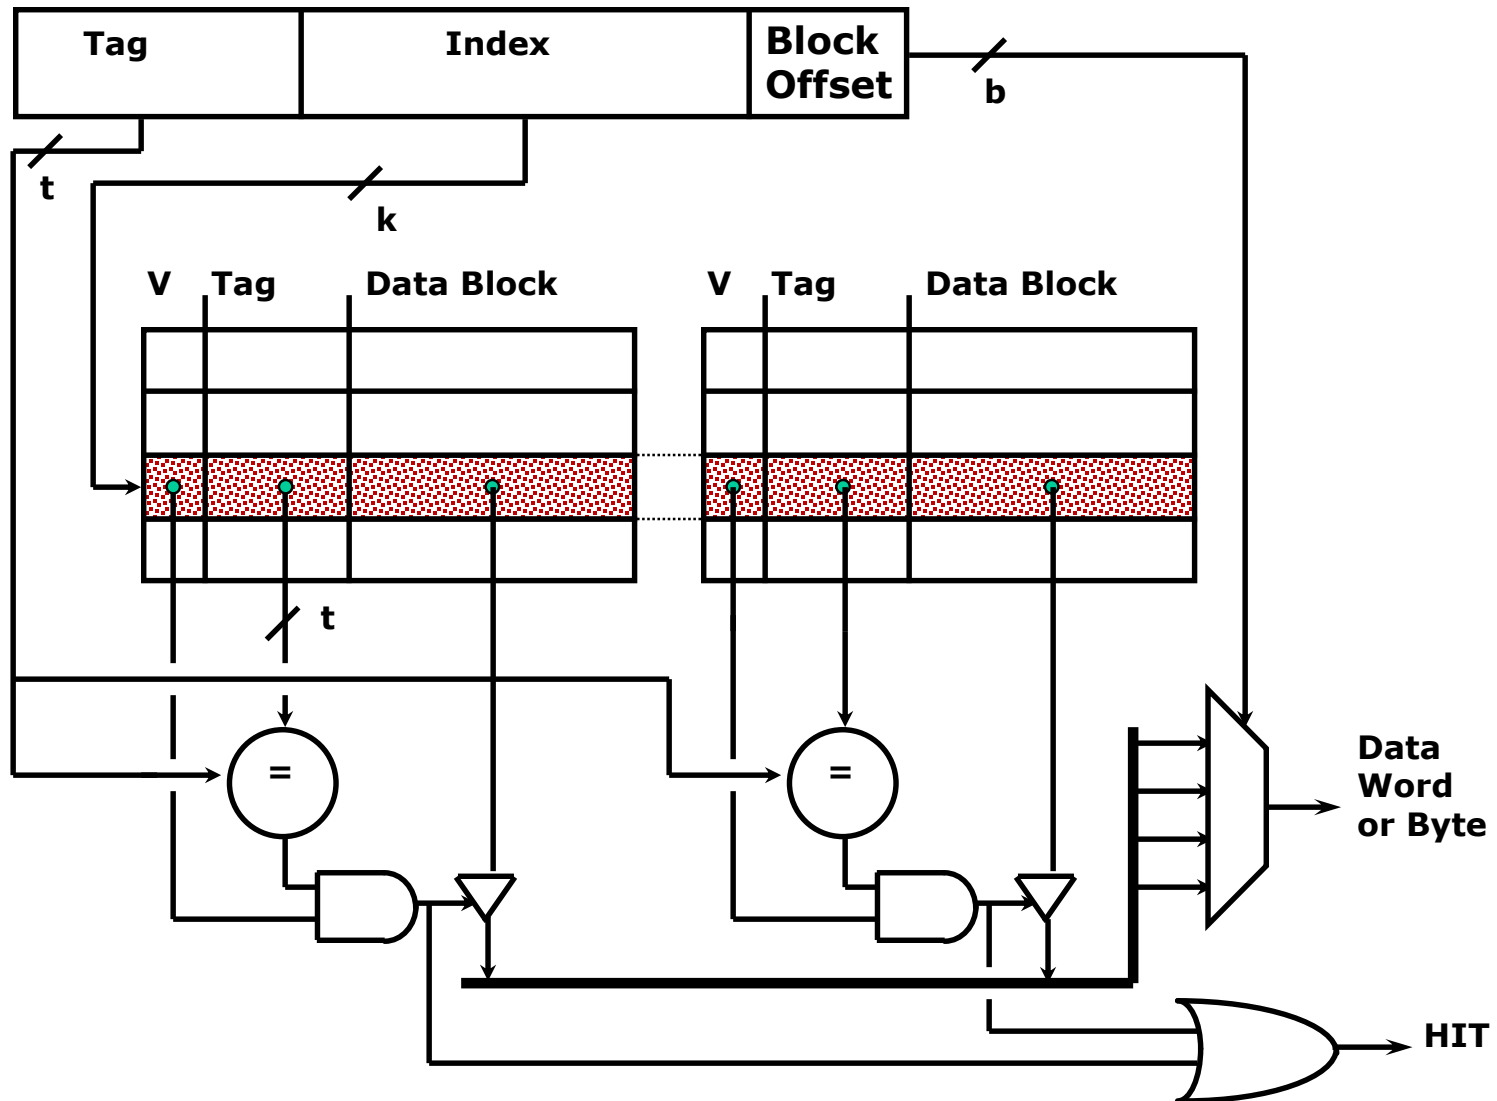 Tag
Index
Block
Offset
b
t
k
V Tag Data Block
V Tag Data Block
t
=
=
Data
Word
or Byte
HIT